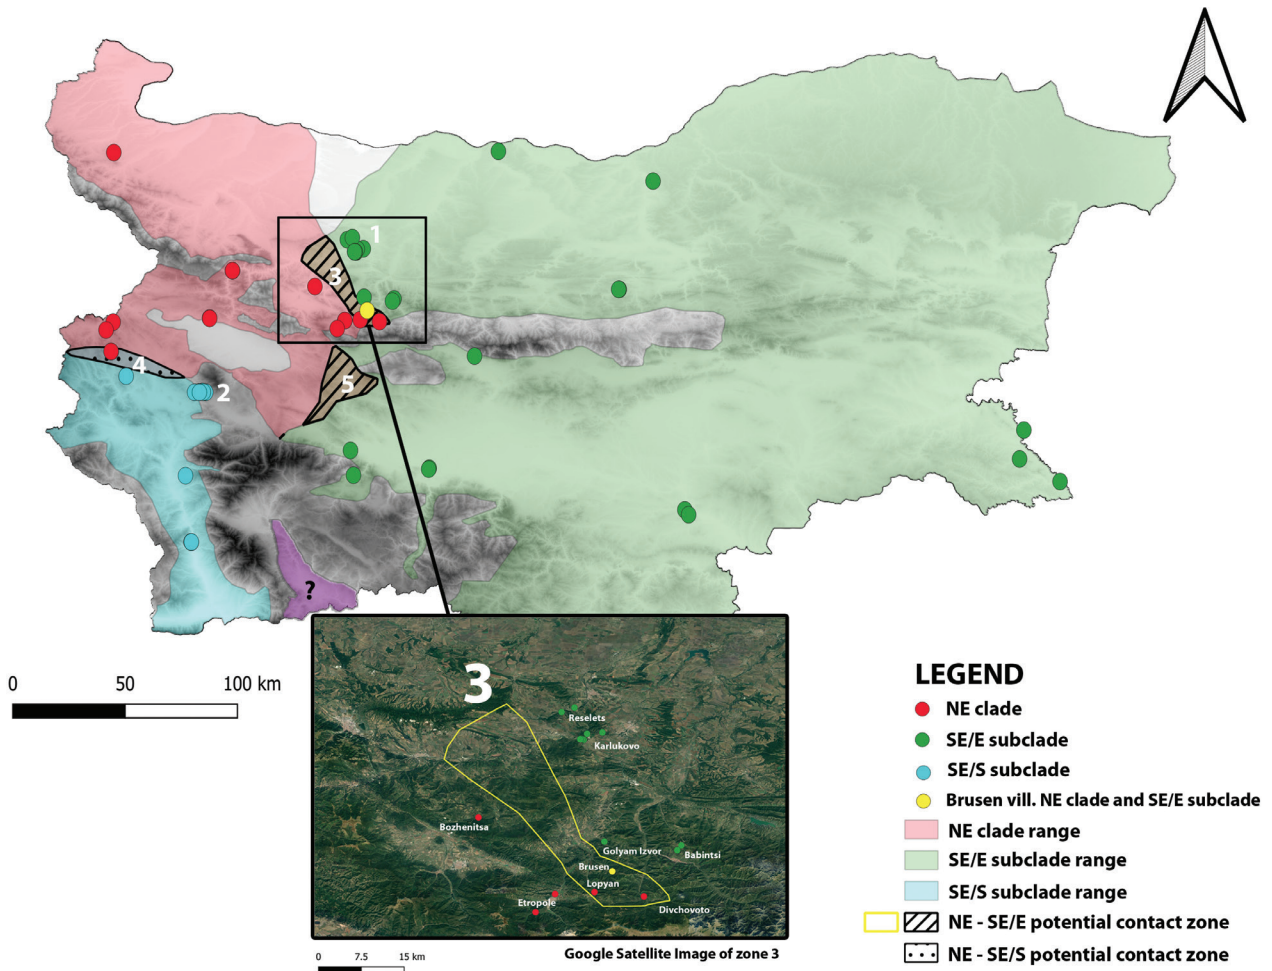 1
3
4
5
2
?
0 50 100 km
3
Reselets
Karlukovo
Bozhenitsa
Golyam Izvor
Babintsi
Brusen
Lopyan
Etropole
Divchovoto
0 7.5 15 km
Google Satellite Image of zone 3
LEGEND
NE clade
SE/E subclade
SE/S subclade
Brusen vill. NE clade and SE/E subclade
NE clade range
SE/E subclade range
SE/S subclade range
NE - SE/E potential contact zone
NE - SE/S potential contact zone